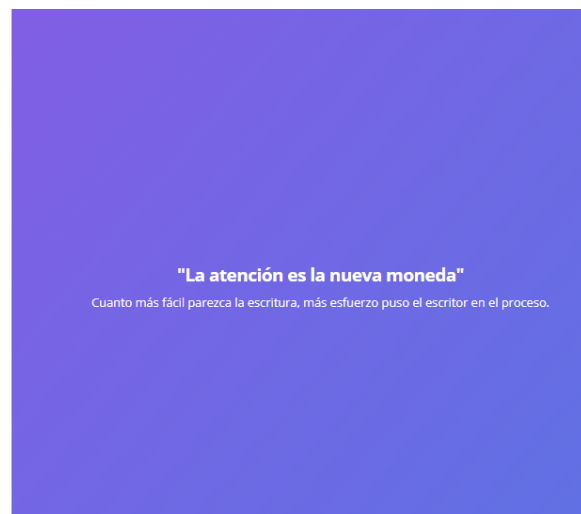 "La atención es la nueva moneda"
Cuanto más fácil parezca la escritura, más esfuerzo puso el escritor en el proceso.